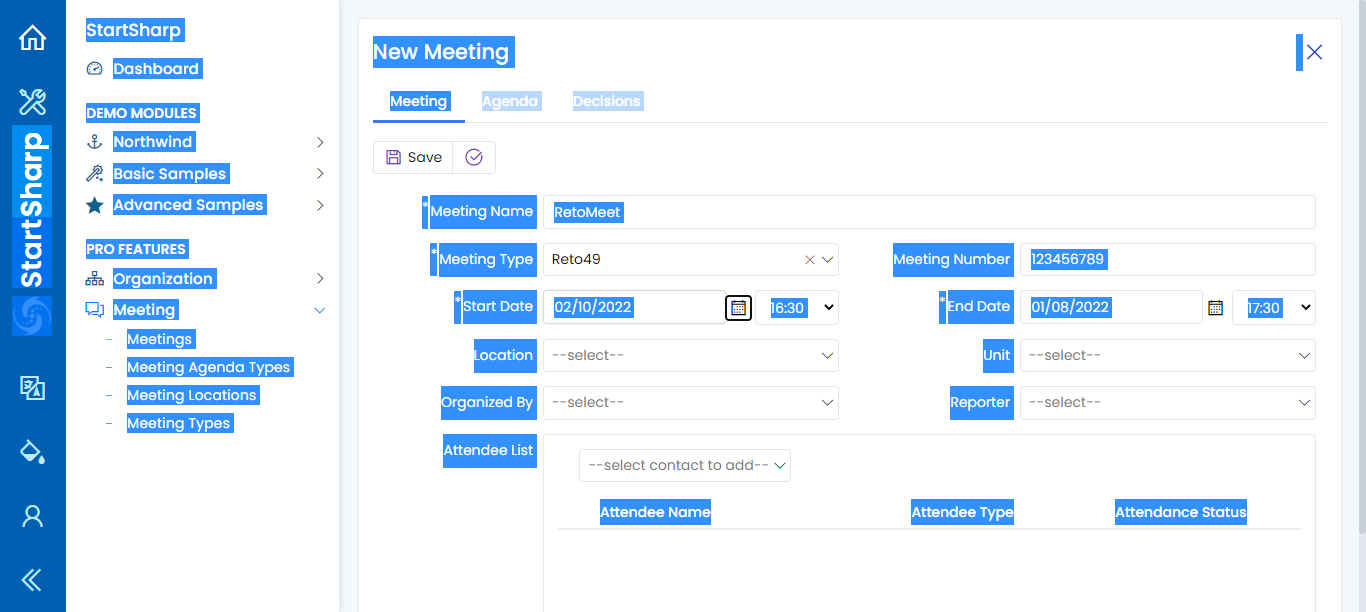 StartSharp
StartSharp
Dashboard
DEMO MODULES
Northwind
Basic Samples
Advanced Samples
PRO FEATURES
Organization
Meeting
Meetings
Meeting Agenda Types
Meeting Locations
Meeting Types
New Meeting
Meeting Agenda Decisions
Save
*Meeting Name RetoMeet
*Meeting Type Reto49 Meeting Number 123456789
*Start Date 02/10/2022 16:30 *End Date 01/08/2022 17:30
Location --select-- Unit --select--
Organized By --select-- Reporter --select--
Attendee List
--select contact to add--
Attendee Name Attendee Type Attendance Status